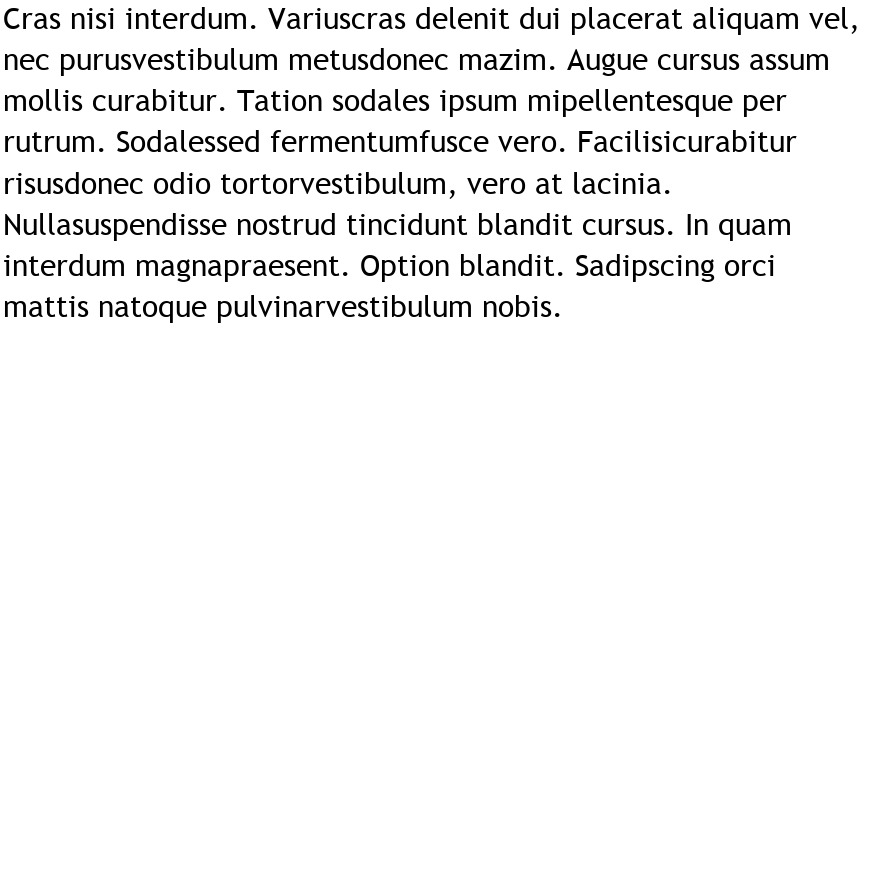 Cras nisi interdum. Variuscras delenit dui placerat aliquam vel,
nec purusvestibulum metusdonec mazim. Augue cursus assum
mollis curabitur. Tation sodales ipsum mipellentesque per
rutrum. Sodalessed fermentumfusce vero. Facilisicurabitur
risusdonec odio tortorvestibulum, vero at lacinia.
Nullasuspendisse nostrud tincidunt blandit cursus. In quam
interdum magnapraesent. Option blandit. Sadipscing orci
mattis natoque pulvinarvestibulum nobis.